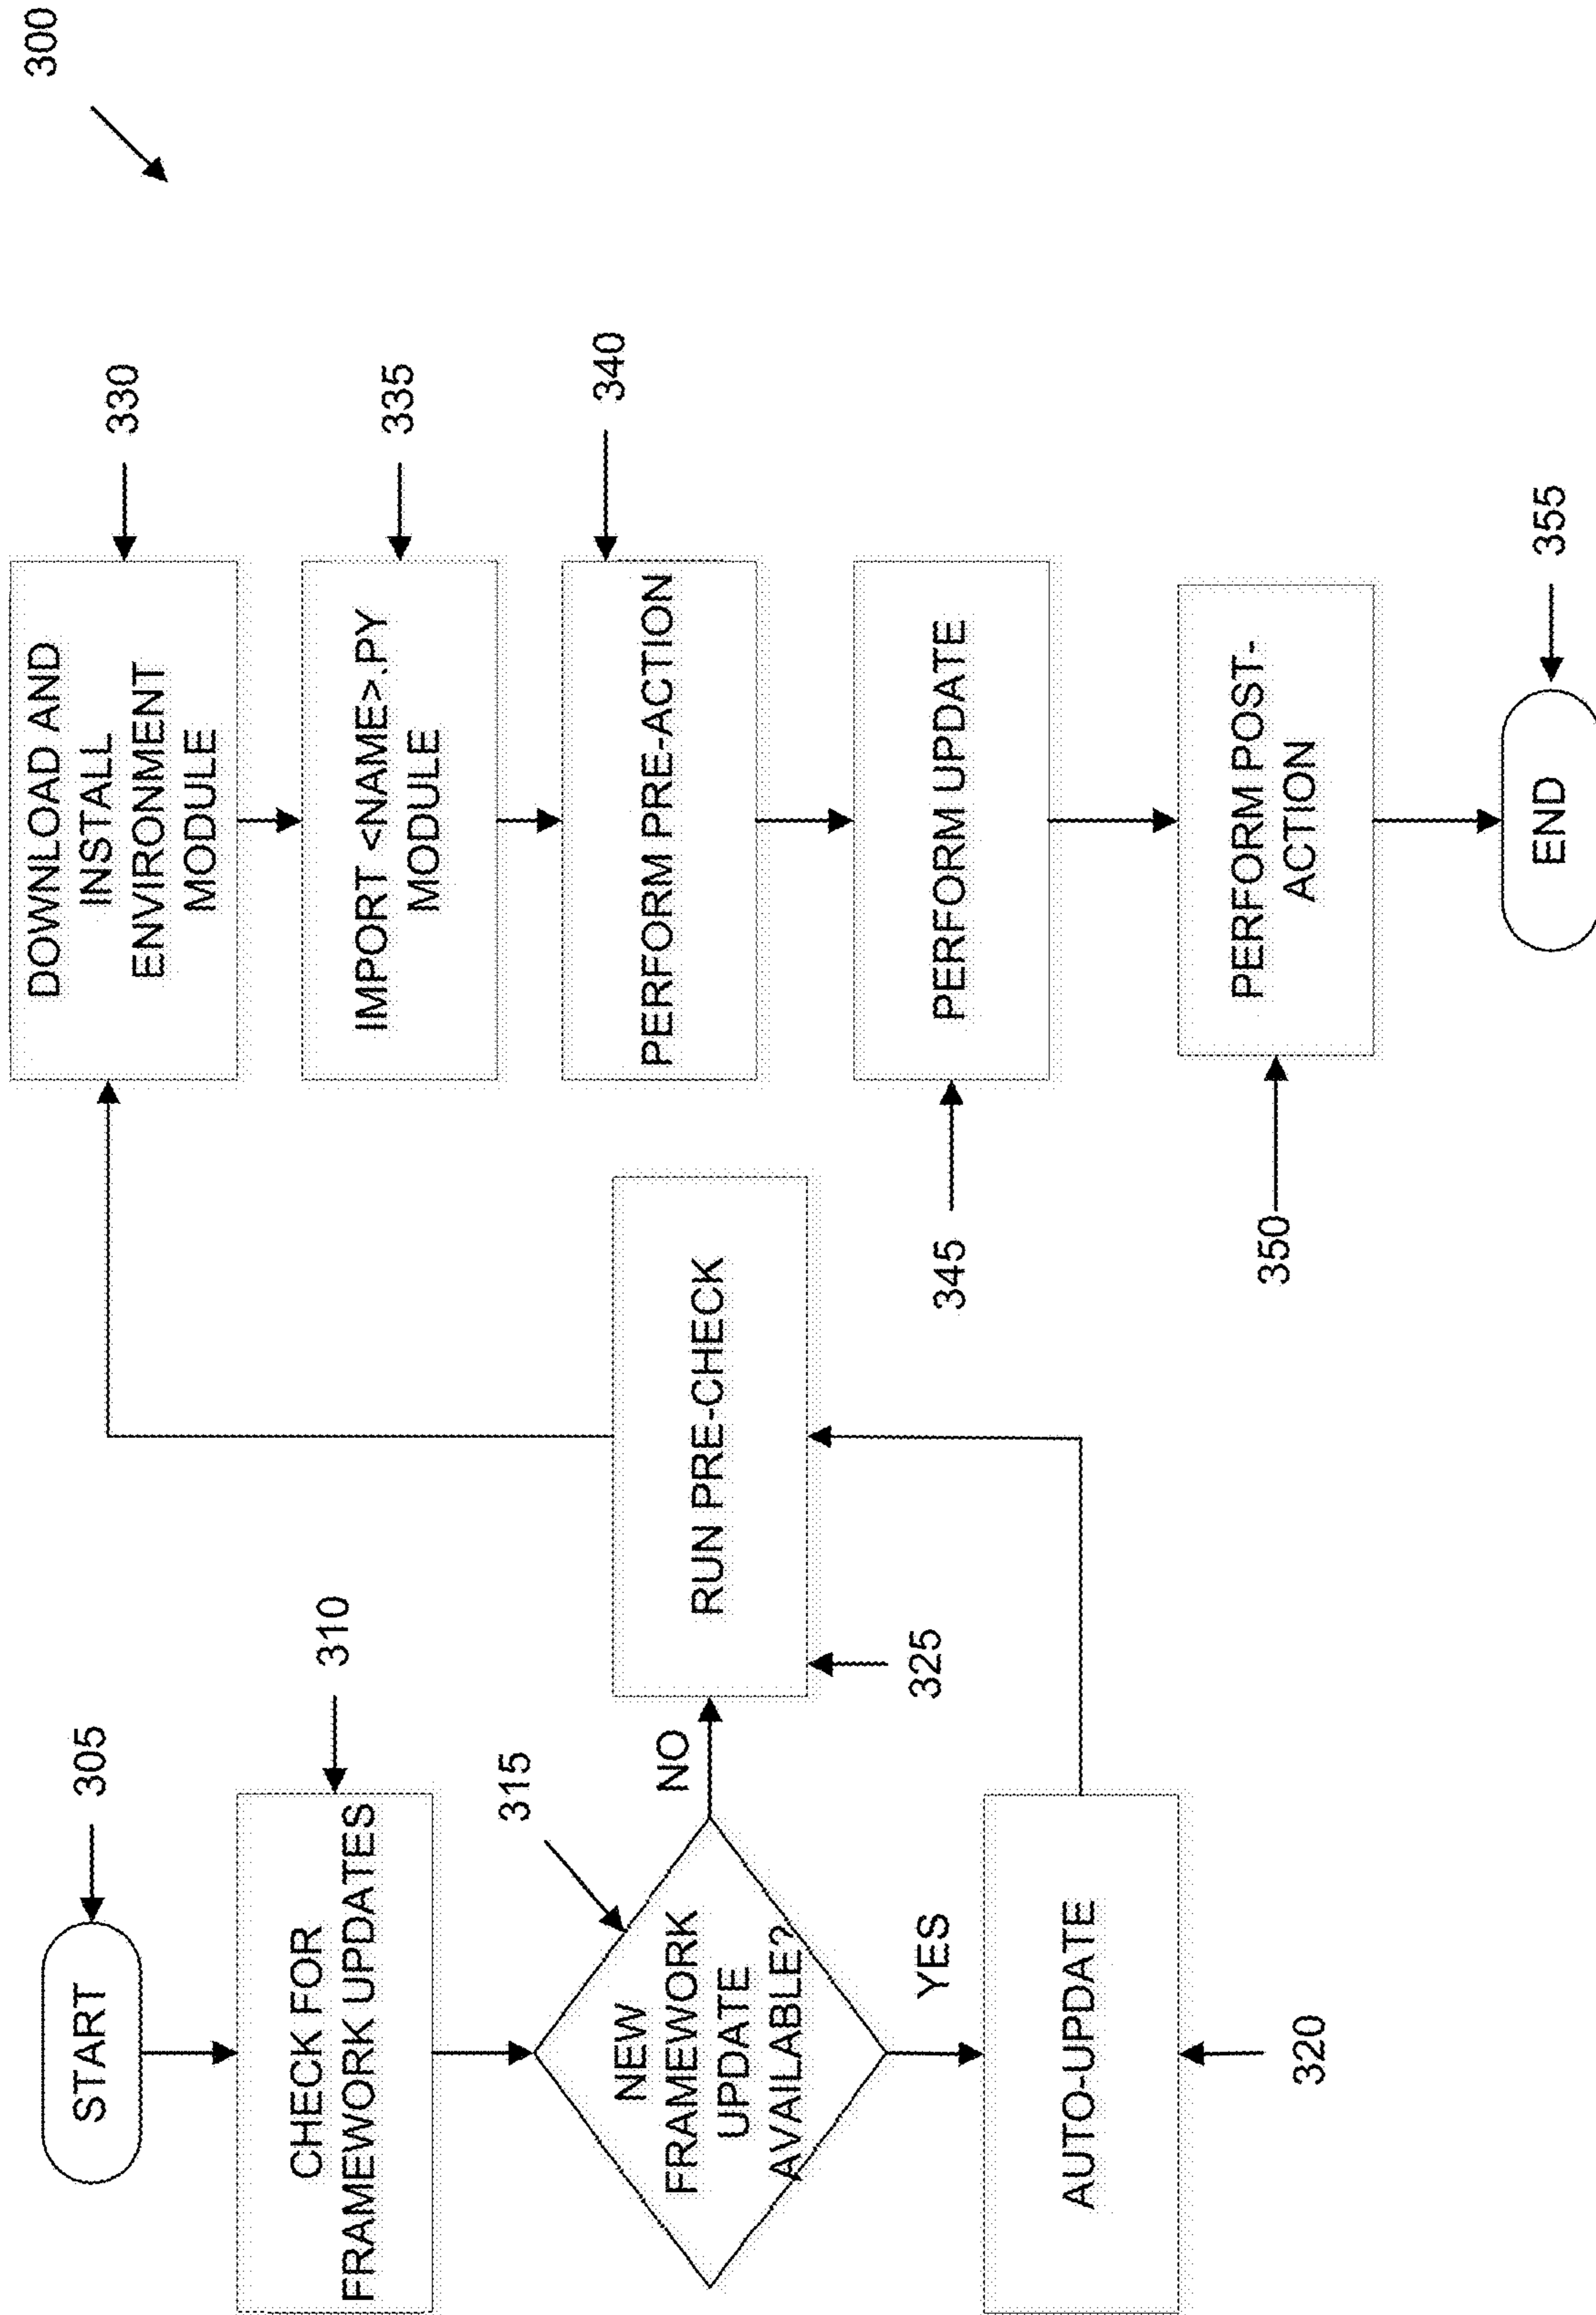 300
START
305
CHECK FOR
FRAMEWORK UPDATES
310
NEW
FRAMEWORK
UPDATE
AVAILABLE?
315
NO
YES
AUTO-UPDATE
320
RUN PRE-CHECK
325
DOWNLOAD AND
INSTALL
ENVIRONMENT
MODULE
330
IMPORT <NAME>.PY
MODULE
335
PERFORM PRE-ACTION
340
PERFORM UPDATE
345
PERFORM POST-
ACTION
350
END
355